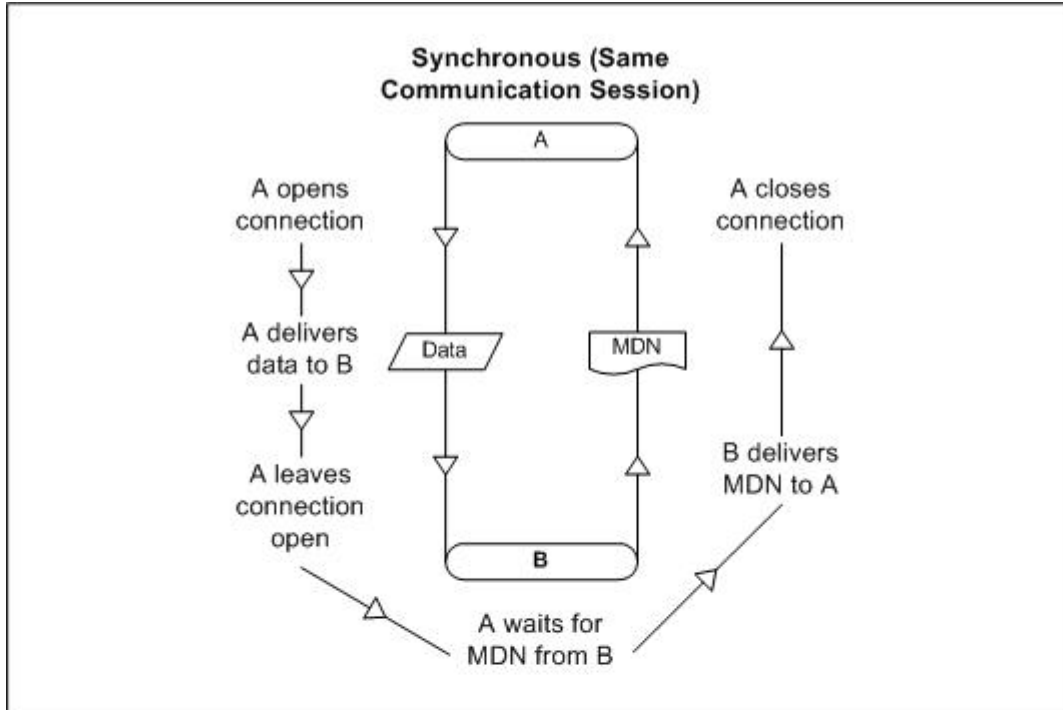 Synchronous (Same
Communication Session)
A
A opens
connection
A closes
connection
A delivers
data to B
Data
MDN
A leaves
connection
open
B delivers
MDN to A
B
A waits for
MDN from B